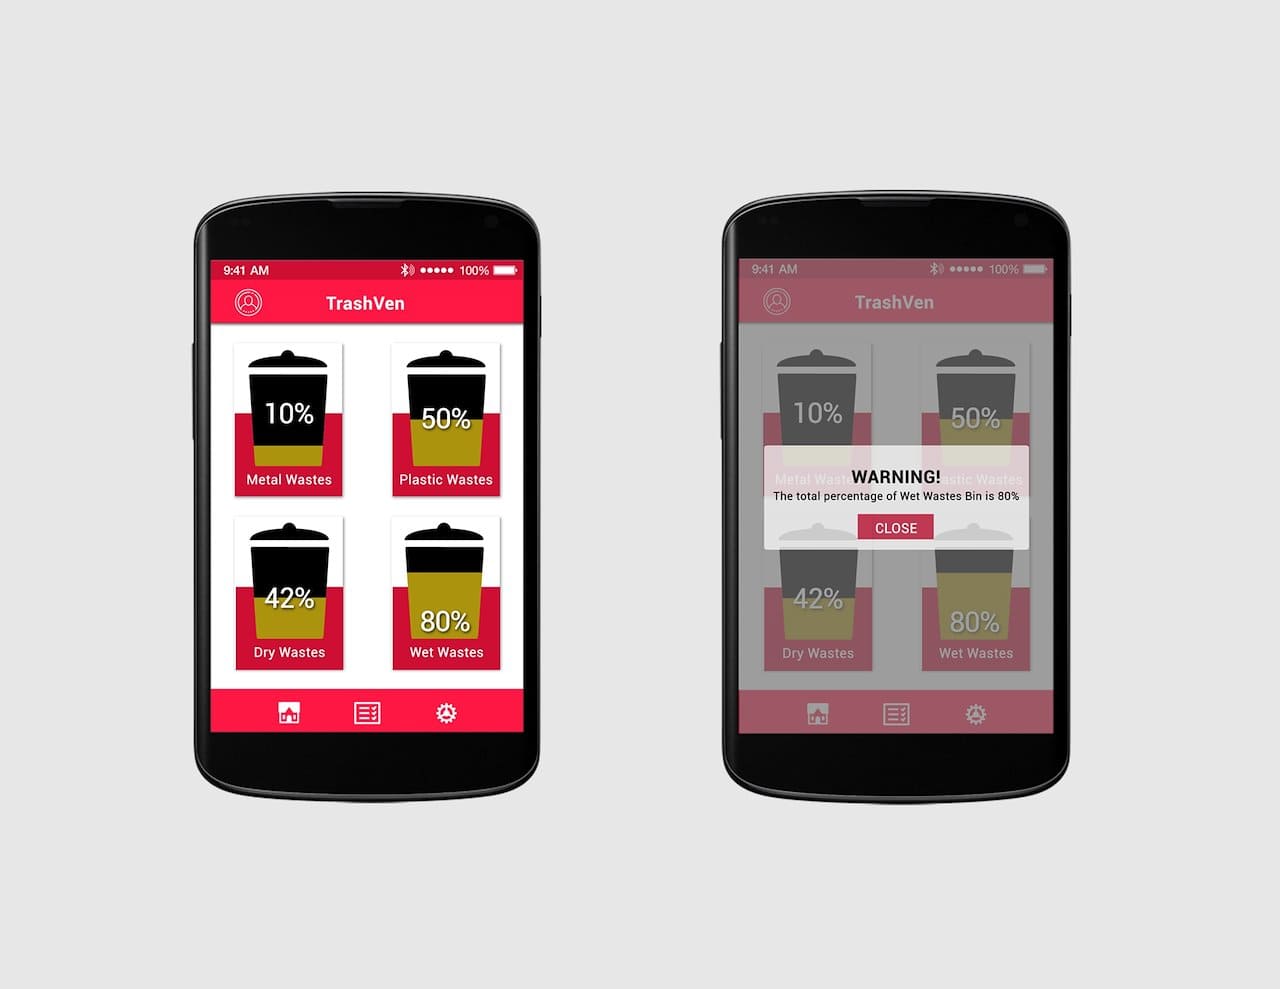 9:41 AM 100%
TrashVen
10% 50%
Metal Wastes Plastic Wastes
42% 80%
Dry Wastes Wet Wastes
9:41 AM 100%
TrashVen
10% 50%
Metal Wastes Plastic Wastes
WARNING!
The total percentage of Wet Wastes Bin is 80%
CLOSE
42% 80%
Dry Wastes Wet Wastes